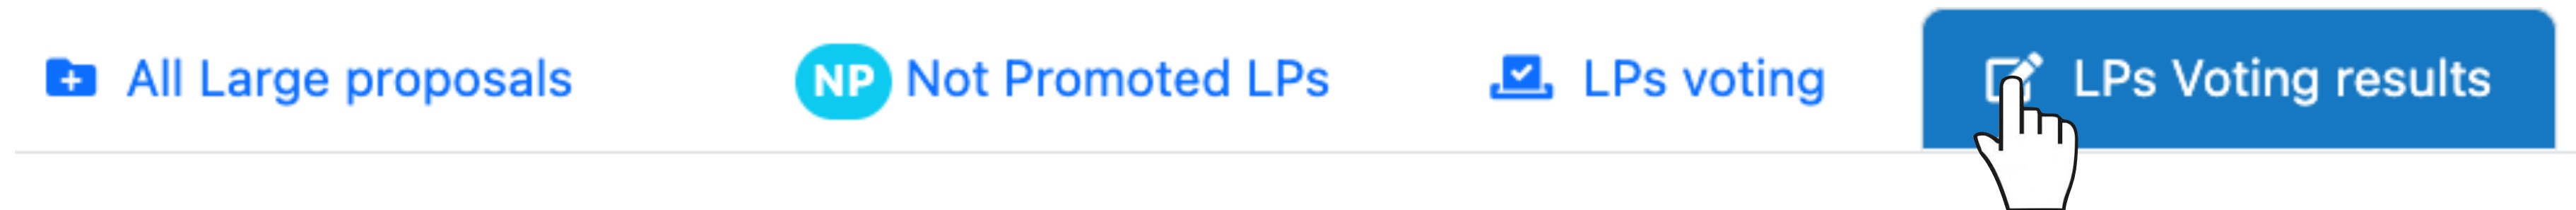 All Large proposals NP Not Promoted LPs LPs voting LPs Voting results